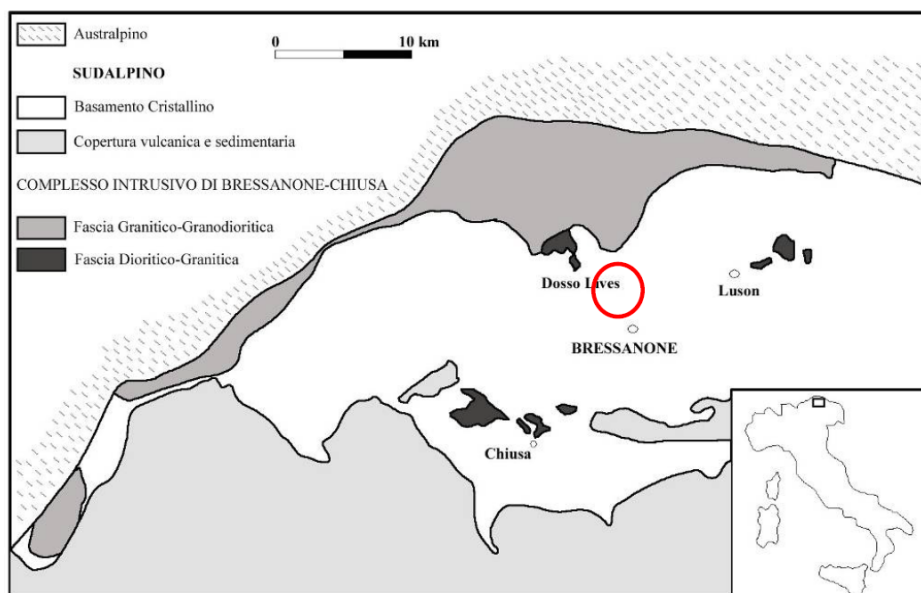 Australpino
0 10 km
SUDALPINO
Basamento Cristallino
Copertura vulcanica e sedimentaria
COMPLESSO INTRUSIVO DI BRESSANONE-CHIUSA
Fascia Granitico-Granodioritica
Fascia Dioritico-Granitica
Dosso Lives
Luson
BRESSANONE
Chiusa